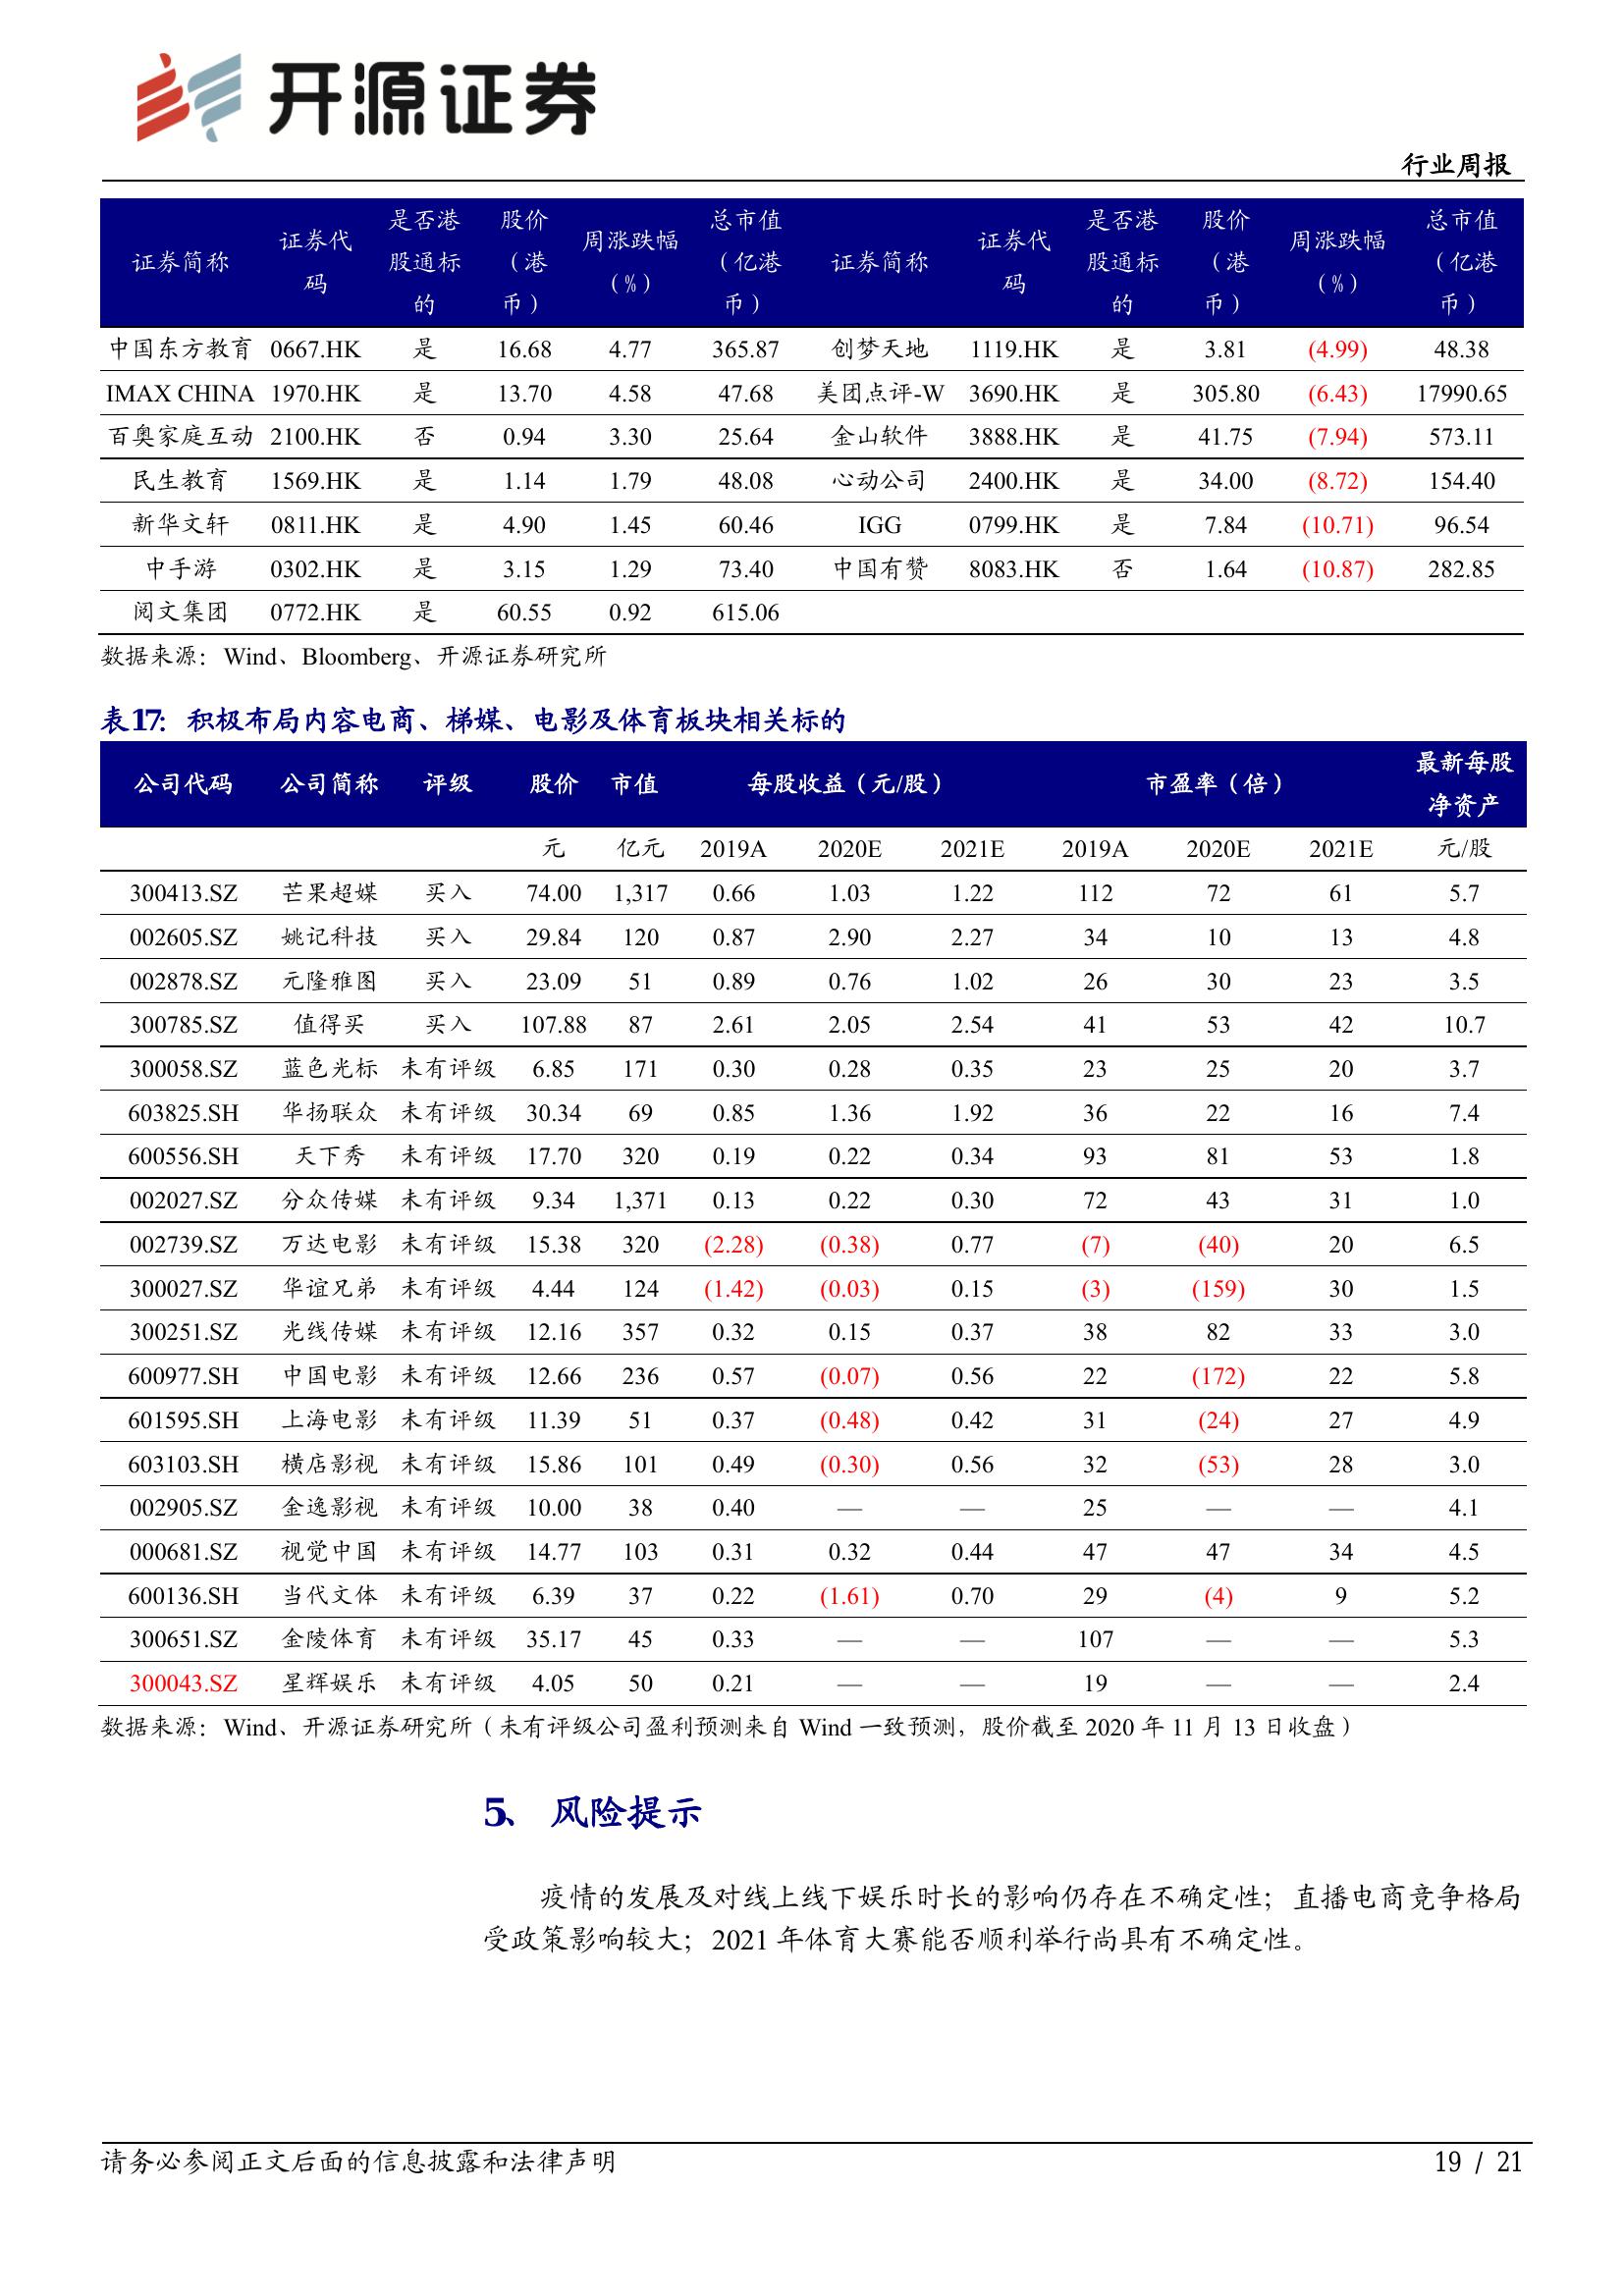 开源证券
行业周报
证券简称 证券代码 是否港股通标的 股价（港币） 周涨跌幅（%） 总市值（亿港币） 证券简称 证券代码 是否港股通标的 股价（港币） 周涨跌幅（%） 总市值（亿港币）
中国东方教育 0667.HK 是 16.68 4.77 365.87 创梦天地 1119.HK 是 3.81 (4.99) 48.38
IMAX CHINA 1970.HK 是 13.70 4.58 47.68 美团点评-W 3690.HK 是 305.80 (6.43) 17990.65
百奥家庭互动 2100.HK 否 0.94 3.30 25.64 金山软件 3888.HK 是 41.75 (7.94) 573.11
民生教育 1569.HK 是 1.14 1.79 48.08 心动公司 2400.HK 是 34.00 (8.72) 154.40
新华文轩 0811.HK 是 4.90 1.45 60.46 IGG 0799.HK 是 7.84 (10.71) 96.54
中手游 0302.HK 是 3.15 1.29 73.40 中国有赞 8083.HK 否 1.64 (10.87) 282.85
阅文集团 0772.HK 是 60.55 0.92 615.06
数据来源：Wind、Bloomberg、开源证券研究所
表17：积极布局内容电商、梯媒、电影及体育板块相关标的
公司代码 公司简称 评级 股价 市值 每股收益（元/股） 市盈率（倍） 最新每股净资产
元 亿元 2019A 2020E 2021E 2019A 2020E 2021E 元/股
300413.SZ 芒果超媒 买入 74.00 1,317 0.66 1.03 1.22 112 72 61 5.7
002605.SZ 姚记科技 买入 29.84 120 0.87 2.90 2.27 34 10 13 4.8
002878.SZ 元隆雅图 买入 23.09 51 0.89 0.76 1.02 26 30 23 3.5
300785.SZ 值得买 买入 107.88 87 2.61 2.05 2.54 41 53 42 10.7
300058.SZ 蓝色光标 未有评级 6.85 171 0.30 0.28 0.35 23 25 20 3.7
603825.SH 华扬联众 未有评级 30.34 69 0.85 1.36 1.92 36 22 16 7.4
600556.SH 天下秀 未有评级 17.70 320 0.19 0.22 0.34 93 81 53 1.8
002027.SZ 分众传媒 未有评级 9.34 1,371 0.13 0.22 0.30 72 43 31 1.0
002739.SZ 万达电影 未有评级 15.38 320 (2.28) (0.38) 0.77 (7) (40) 20 6.5
300027.SZ 华谊兄弟 未有评级 4.44 124 (1.42) (0.03) 0.15 (3) (159) 30 1.5
300251.SZ 光线传媒 未有评级 12.16 357 0.32 0.15 0.37 38 82 33 3.0
600977.SH 中国电影 未有评级 12.66 236 0.57 (0.07) 0.56 22 (172) 22 5.8
601595.SH 上海电影 未有评级 11.39 51 0.37 (0.48) 0.42 31 (24) 27 4.9
603103.SH 横店影视 未有评级 15.86 101 0.49 (0.30) 0.56 32 (53) 28 3.0
002905.SZ 金逸影视 未有评级 10.00 38 0.40 — — 25 — — 4.1
000681.SZ 视觉中国 未有评级 14.77 103 0.31 0.32 0.44 47 47 34 4.5
600136.SH 当代文体 未有评级 6.39 37 0.22 (1.61) 0.70 29 (4) 9 5.2
300651.SZ 金陵体育 未有评级 35.17 45 0.33 — — 107 — — 5.3
300043.SZ 星辉娱乐 未有评级 4.05 50 0.21 — — 19 — — 2.4
数据来源：Wind、开源证券研究所（未有评级公司盈利预测来自 Wind 一致预测，股价截至 2020 年 11 月 13 日收盘）
5、 风险提示
疫情的发展及对线上线下娱乐时长的影响仍存在不确定性；直播电商竞争格局
受政策影响较大；2021 年体育大赛能否顺利举行尚具有不确定性。
请务必参阅正文后面的信息披露和法律声明 19 / 21